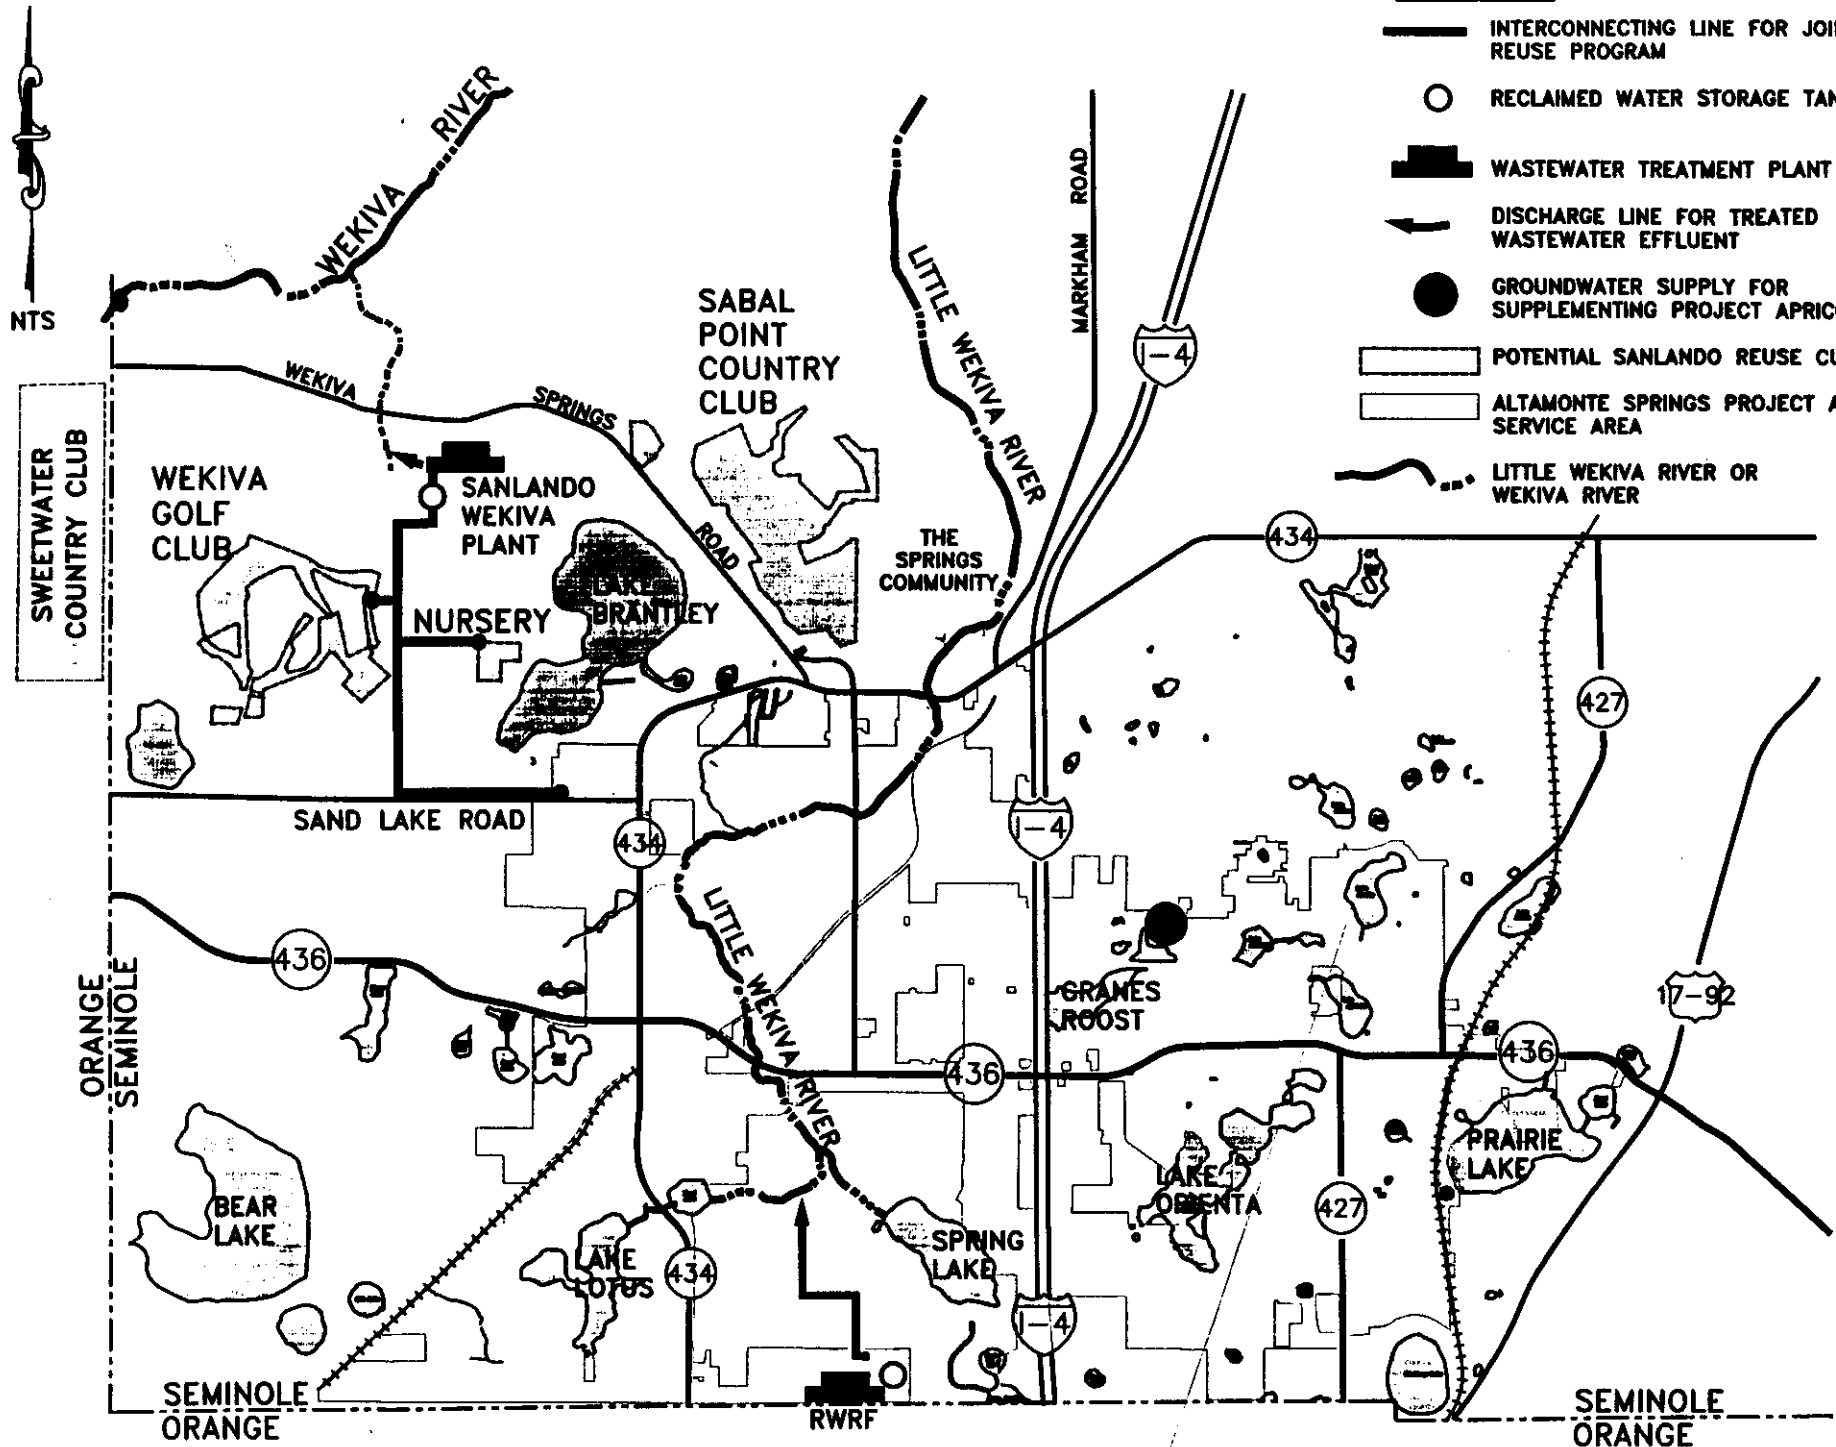 INTERCONNECTING LINE FOR
REUSE PROGRAM
RECLAIMED WATER STORAGE
WASTEWATER TREATMENT PLANT
DISCHARGE LINE FOR TREATED
WASTEWATER EFFLUENT
GROUNDWATER SUPPLY FOR
SUPPLEMENTING PROJECT
POTENTIAL SANLANDO REUSE
ALTAMONTE SPRINGS PROJECT
SERVICE AREA
LITTLE WEKIVA RIVER OR
WEKIVA RIVER
NTS
WEKIVA RIVER
LITTLE WEKIVA RIVER
MARKHAM ROAD
I-4
SABAL
POINT
COUNTRY
CLUB
WEKIVA SPRINGS ROAD
SWEETWATER
COUNTRY CLUB
WEKIVA
GOLF
CLUB
SANLANDO
WEKIVA
PLANT
LAKE
BRANTLEY
NURSERY
THE
SPRINGS
COMMUNITY
434
427
SAND LAKE ROAD
434
I-4
436
LITTLE WEKIVA RIVER
CRANES
ROOST
17-92
ORANGE
SEMINOLE
436
436
BEAR
LAKE
LAKE
LOTUS
434
SPRING
LAKE
LAKE
ORIENTA
427
PRAIRIE
LAKE
I-4
RWRF
SEMINOLE
ORANGE
SEMINOLE
ORANGE